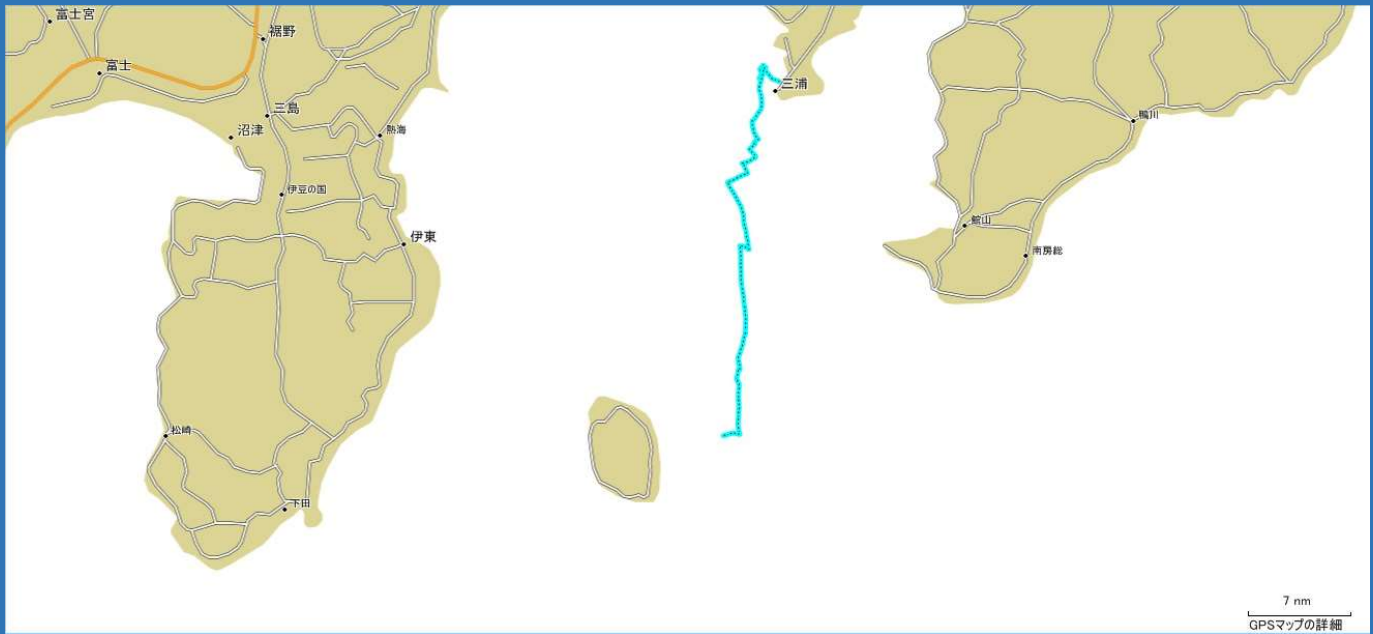 富士宮
裾野
富士
三島
沼津
熱海
伊豆の国
伊東
松崎
下田
三浦
鴨川
館山
南房総
7 nm
GPSマップの詳細